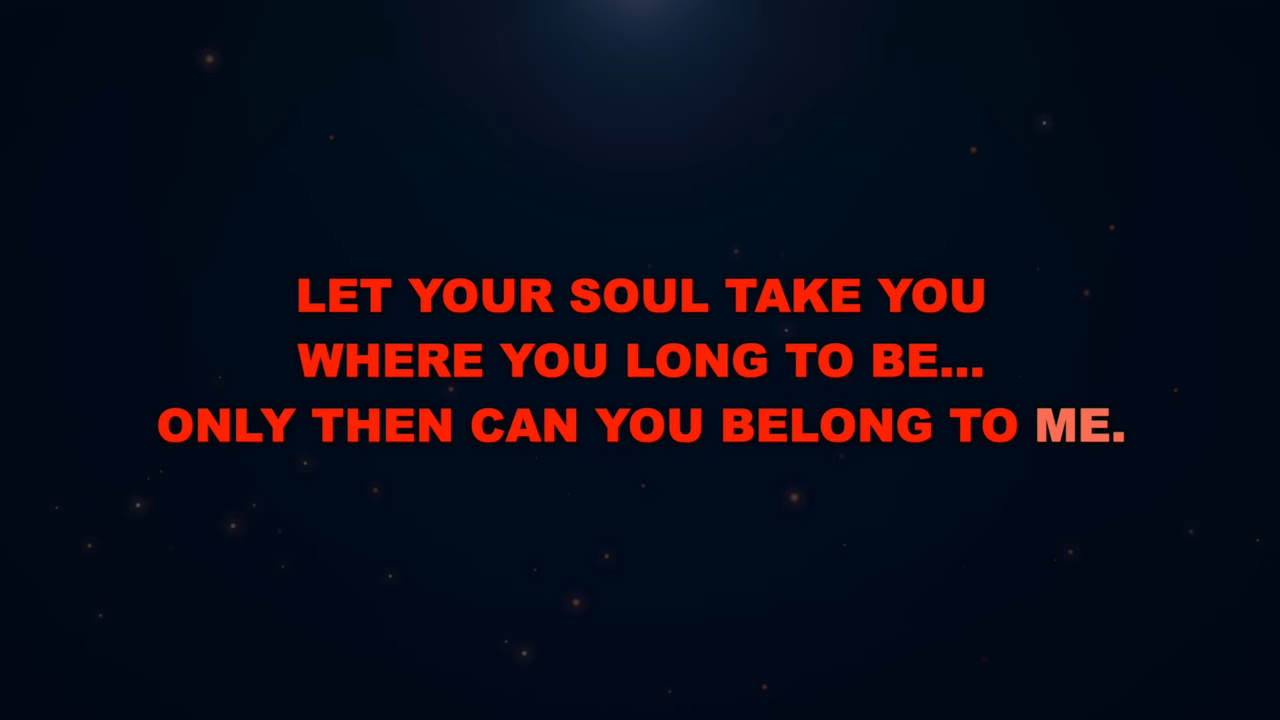 LET YOUR SOUL TAKE YOU
WHERE YOU LONG TO BE...
ONLY THEN CAN YOU BELONG TO ME.